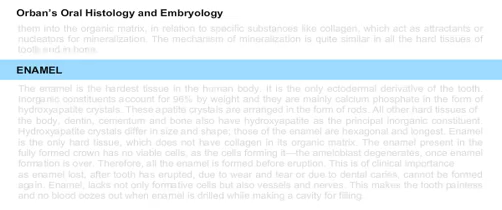 Orban's Oral Histology and Embryology
them into the organic matrix, in relation to specific substances like collagen, which act as attractants or
nucleators for mineralization. The mechanism of mineralization is quite similar in all the hard tissues of
tooth and in bone.
ENAMEL
The enamel is the hardest tissue in the human body. It is the only ectodermal derivative of the tooth.
Inorganic constituents account for 96% by weight and they are mainly calcium phosphate in the form of
hydroxyapatite crystals. These apatite crystals are arranged in the form of rods. All other hard tissues of
the body, dentin, cementum and bone also have hydroxyapatite as the principal inorganic constituent.
Hydroxyapatite crystals differ in size and shape; those of the enamel are hexagonal and longest. Enamel
is the only hard tissue, which does not have collagen in its organic matrix. The enamel present in the
fully formed crown has no viable cells, as the cells forming it—the ameloblast degenerates, once enamel
formation is over. Therefore, all the enamel is formed before eruption. This is of clinical importance
as enamel lost, after tooth has erupted, due to wear and tear or due to dental caries, cannot be formed
again. Enamel, lacks not only formative cells but also vessels and nerves. This makes the tooth painless
and no blood oozes out when enamel is drilled while making a cavity for filling.